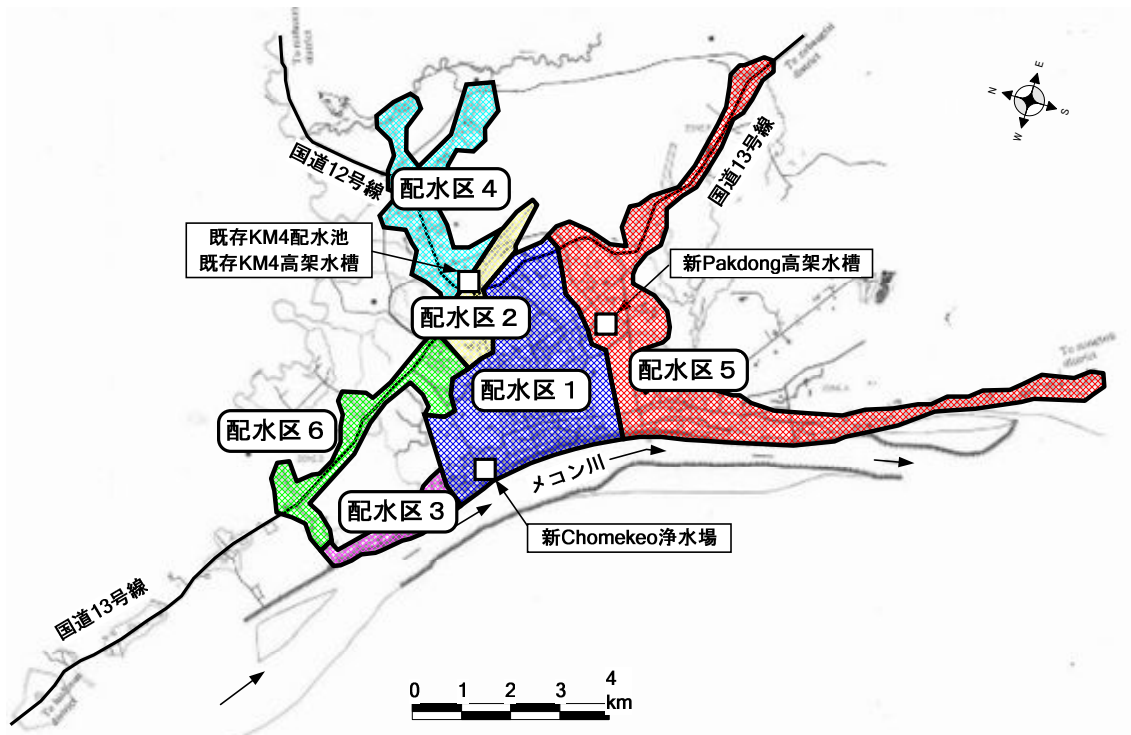 To xebangfai
district
E
N
S
W
国道12号線
国道13号線
配水区４
既存KM4配水池
既存KM4高架水槽
新Pakdong高架水槽
配水区２
配水区５
配水区１
配水区６
配水区３
メコン川
新Chomekeo浄水場
国道13号線
district
0 1 2 3 4
km